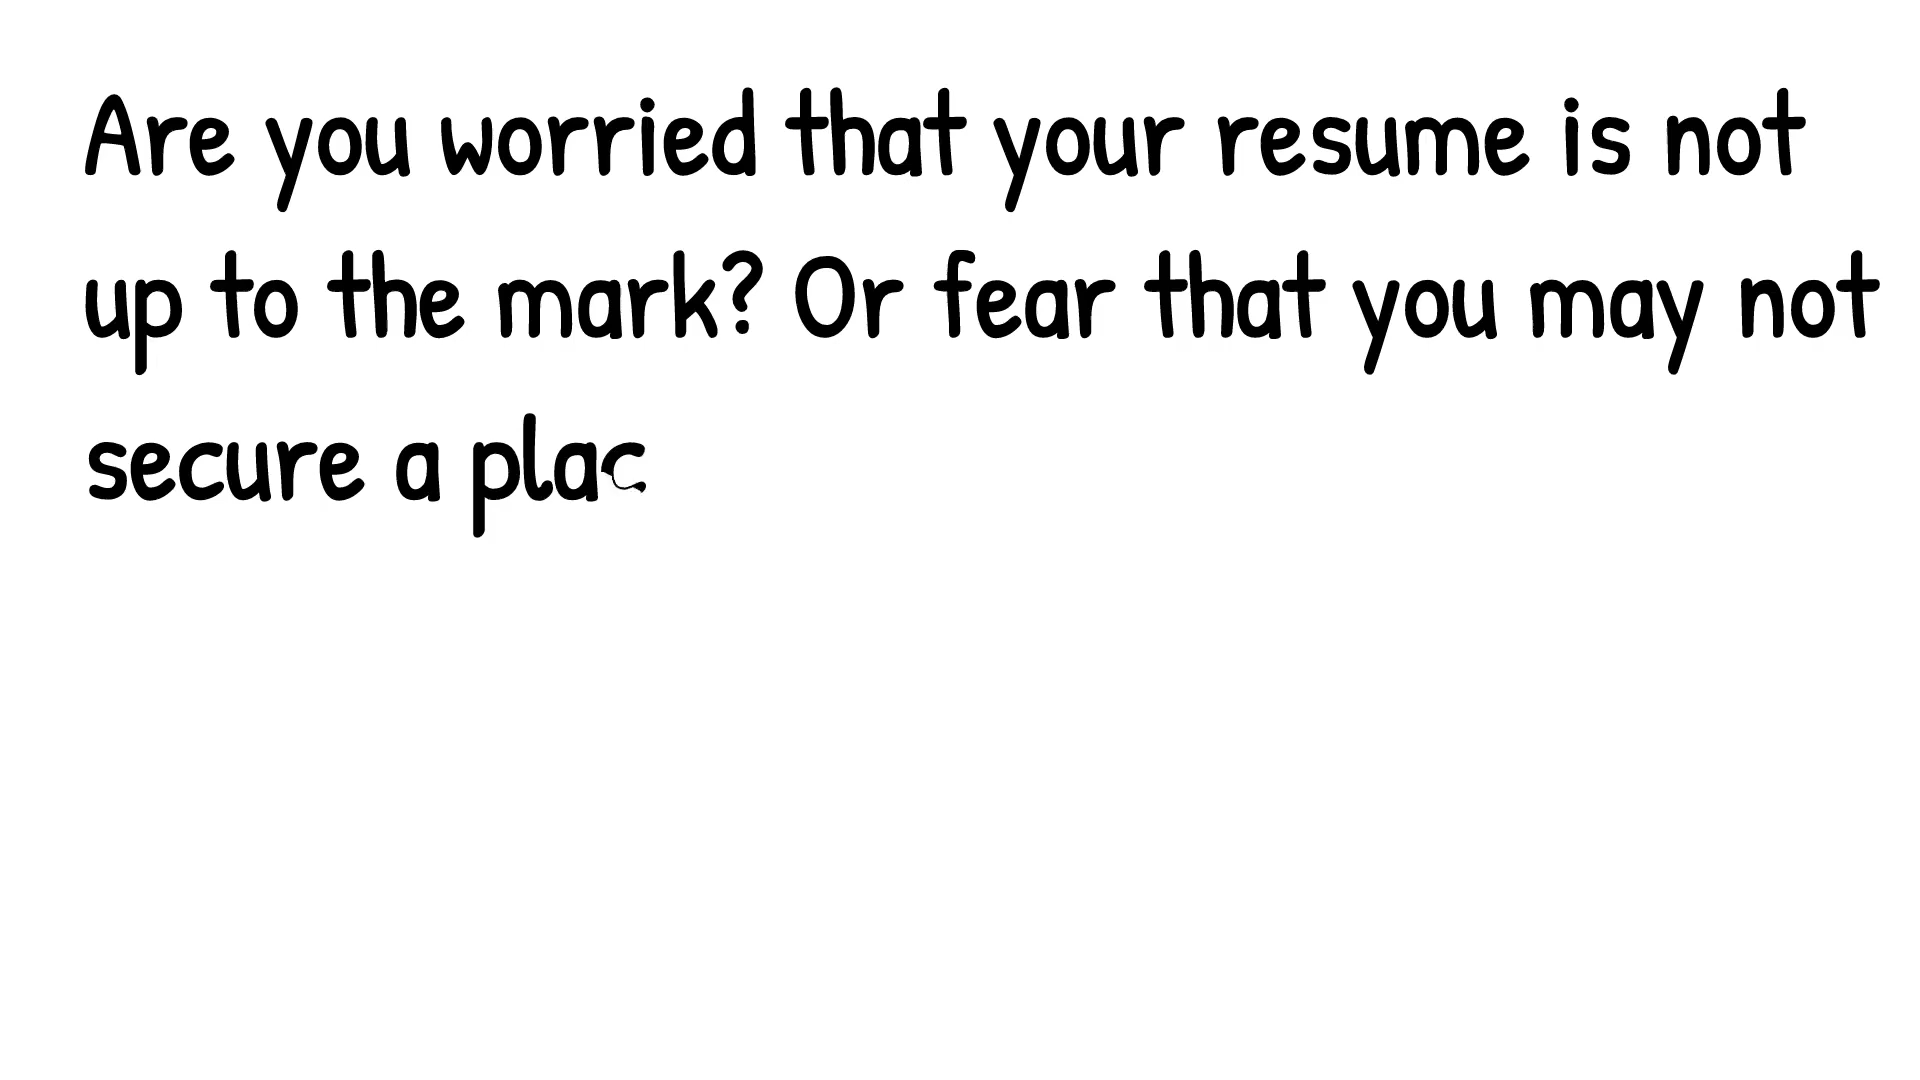 Are you worried that your resume is not
up to the mark? Or fear that you may not
secure a plac